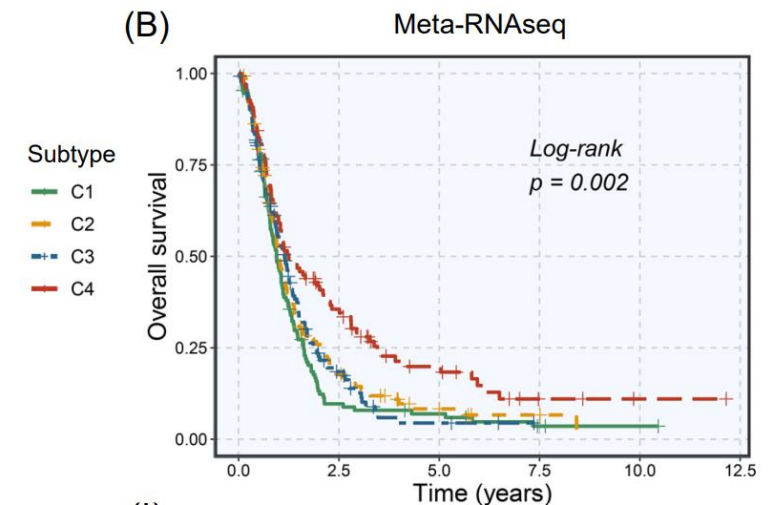 (B)
Meta-RNAseq
Subtype
C1
C2
C3
C4
Overall survival
1.00
0.75
0.50
0.25
0.00
Log-rank
p = 0.002
0.0 2.5 5.0 7.5 10.0 12.5
Time (years)